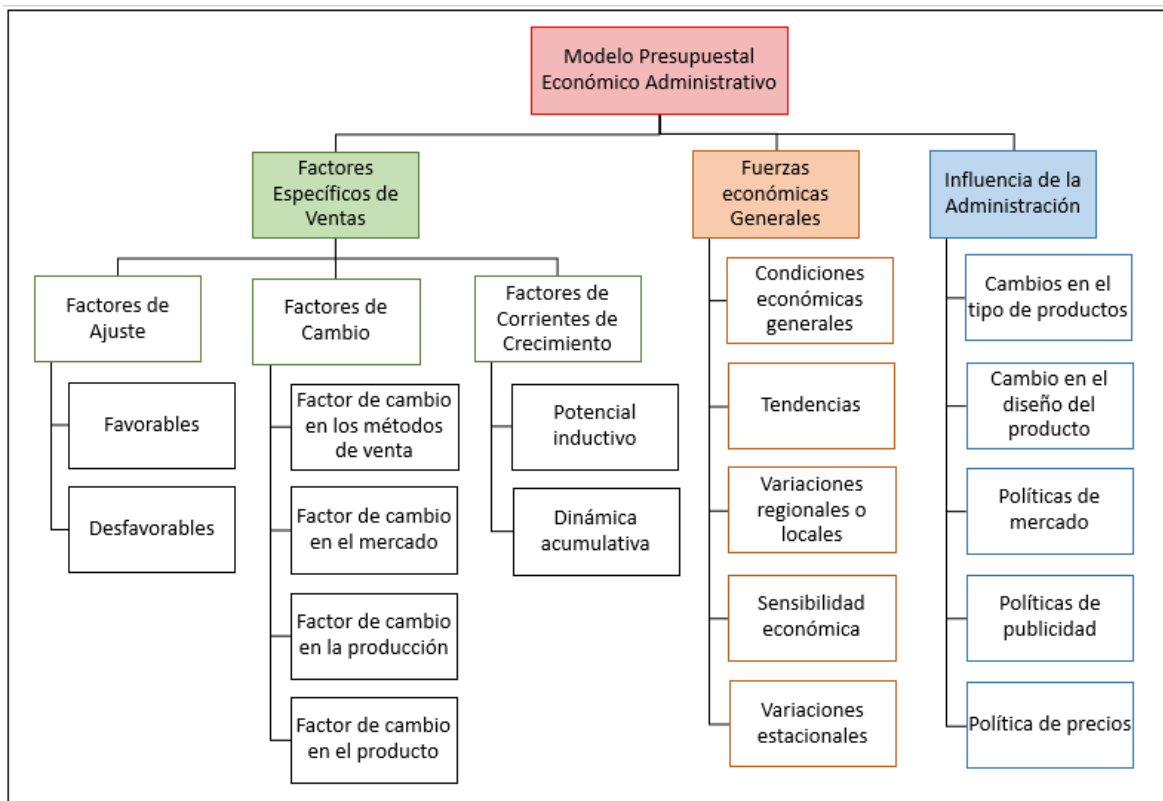 Modelo Presupuestal
Económico Administrativo
Factores
Específicos de
Ventas
Fuerzas
económicas
Generales
Influencia de la
Administración
Factores de
Ajuste
Factores de
Cambio
Factores de
Corrientes de
Crecimiento
Favorables
Desfavorables
Factor de cambio
en los métodos
de venta
Factor de cambio
en el mercado
Factor de cambio
en la producción
Factor de cambio
en el producto
Potencial
inductivo
Dinámica
acumulativa
Condiciones
económicas
generales
Tendencias
Variaciones
regionales o
locales
Sensibilidad
económica
Variaciones
estacionales
Cambios en el
tipo de productos
Cambio en el
diseño del
producto
Políticas de
mercado
Políticas de
publicidad
Política de precios